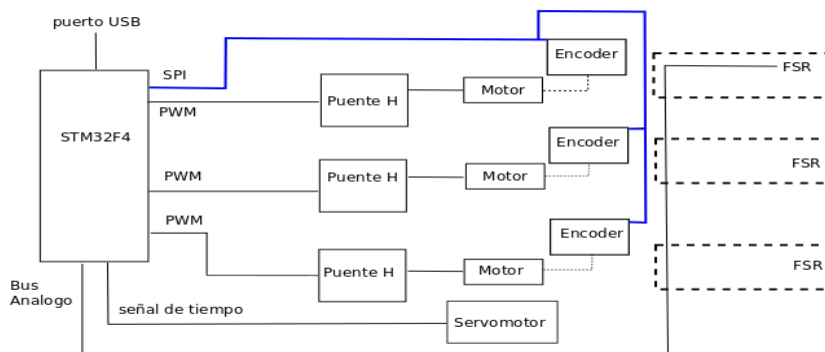 puerto USB
SPI
Encoder
FSR
Puente H
Motor
PWM
STM32F4
Encoder
FSR
PWM
Puente H
Motor
PWM
Encoder
FSR
Puente H
Motor
Bus
Analogo
señal de tiempo
Servomotor